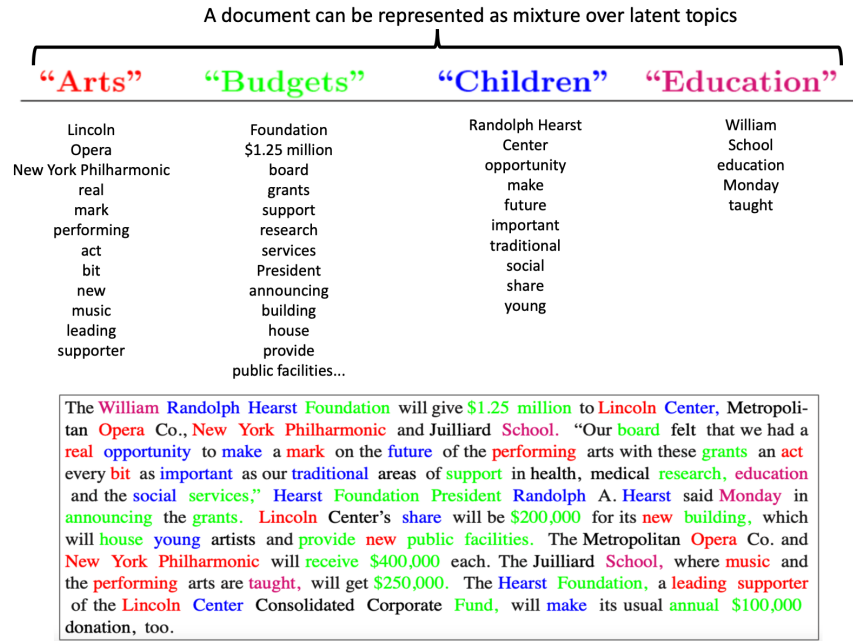 A document can be represented as mixture over latent topics
“Arts” “Budgets” “Children” “Education”
Lincoln
Opera
New York Philharmonic
real
mark
performing
act
bit
new
music
leading
supporter
Foundation
$1.25 million
board
grants
support
research
services
President
announcing
building
house
provide
public facilities...
Randolph Hearst
Center
opportunity
make
future
important
traditional
social
share
young
William
School
education
Monday
taught
The William Randolph Hearst Foundation will give $1.25 million to Lincoln Center, Metropoli-
tan Opera Co., New York Philharmonic and Juilliard School. “Our board felt that we had a
real opportunity to make a mark on the future of the performing arts with these grants an act
every bit as important as our traditional areas of support in health, medical research, education
and the social services,” Hearst Foundation President Randolph A. Hearst said Monday in
announcing the grants. Lincoln Center’s share will be $200,000 for its new building, which
will house young artists and provide new public facilities. The Metropolitan Opera Co. and
New York Philharmonic will receive $400,000 each. The Juilliard School, where music and
the performing arts are taught, will get $250,000. The Hearst Foundation, a leading supporter
of the Lincoln Center Consolidated Corporate Fund, will make its usual annual $100,000
donation, too.